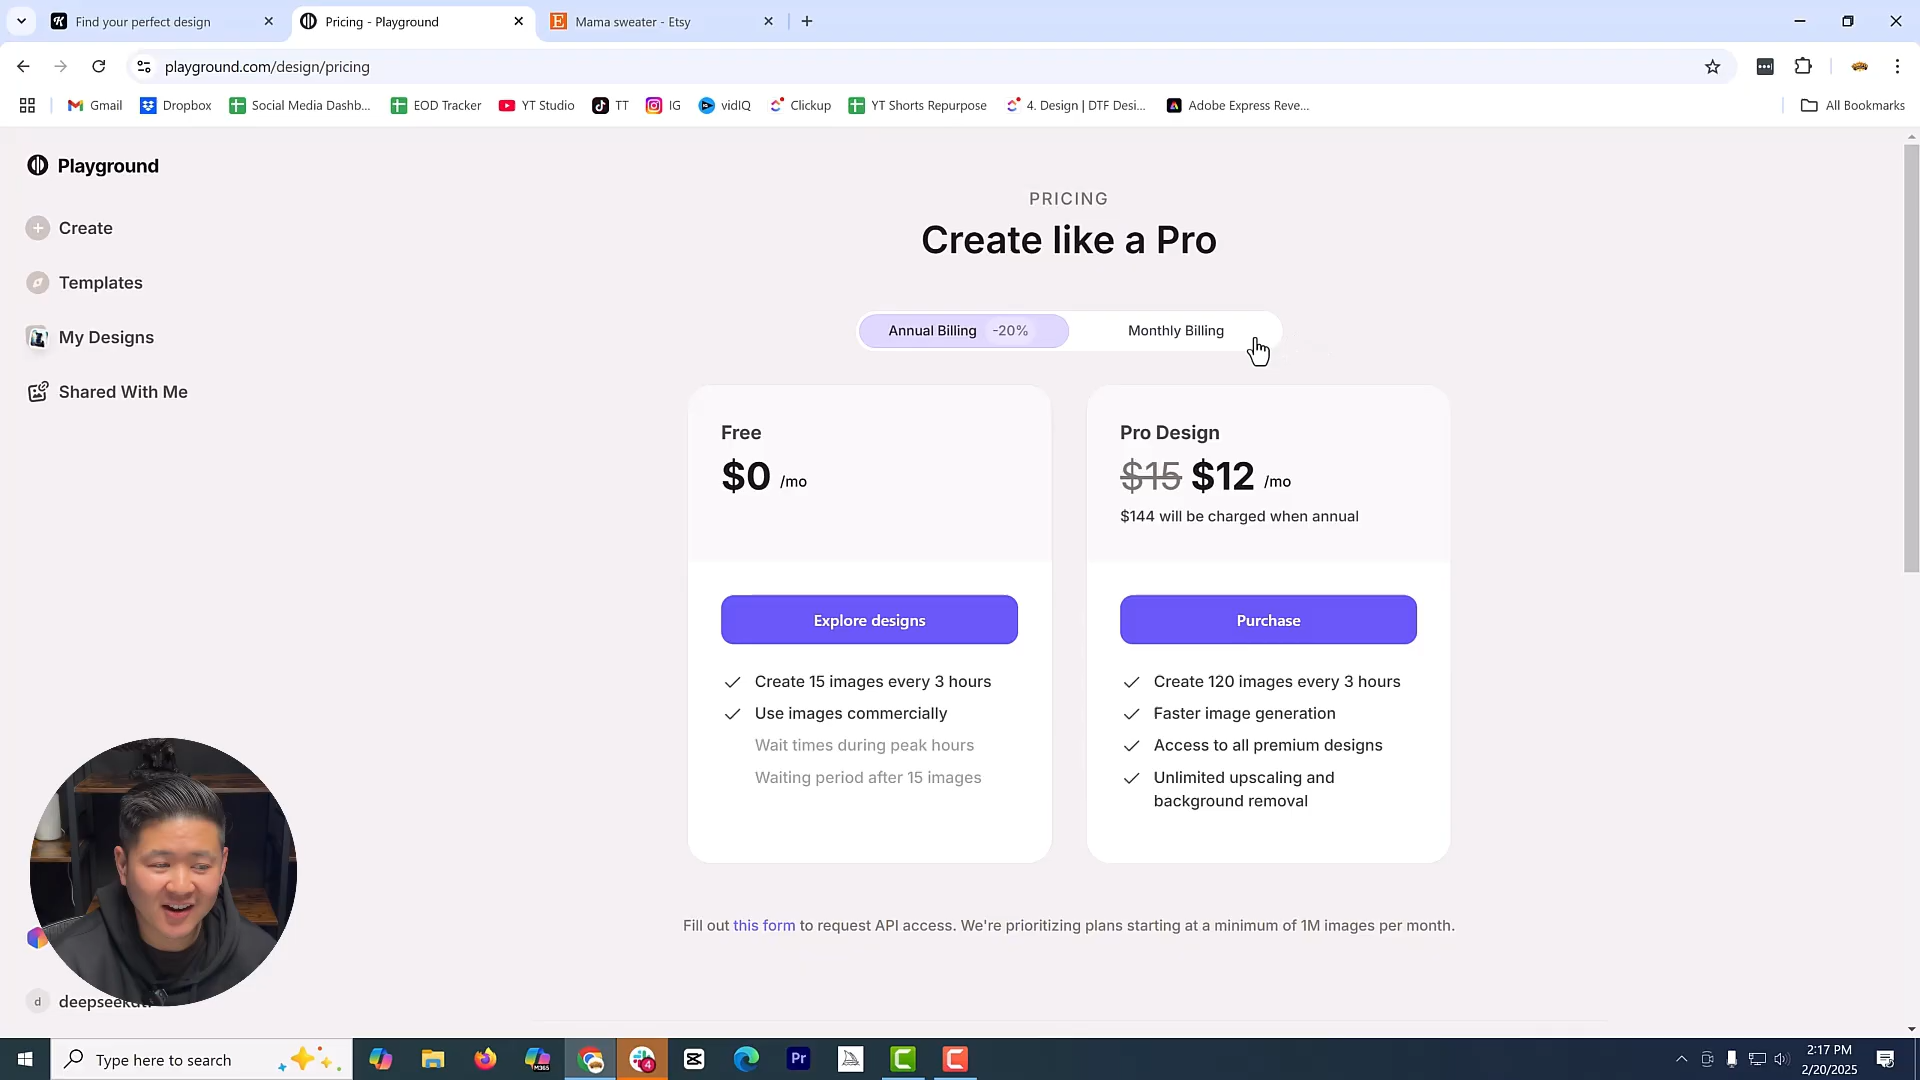 Find your perfect design
Pricing - Playground
Mama sweater - Etsy
playground.com/design/pricing
Gmail
Dropbox
Social Media Dashb...
EOD Tracker
YT Studio
TT
IG
vidIQ
Clickup
YT Shorts Repurpose
4. Design | DTF Desi...
Adobe Express Reve...
All Bookmarks
Playground
Create
Templates
My Designs
Shared With Me
PRICING
Create like a Pro
Annual Billing -20%
Monthly Billing
Free
$0 /mo
Explore designs
Create 15 images every 3 hours
Use images commercially
Wait times during peak hours
Waiting period after 15 images
Pro Design
$15 $12 /mo
$144 will be charged when annual
Purchase
Create 120 images every 3 hours
Faster image generation
Access to all premium designs
Unlimited upscaling and
background removal
Fill out this form to request API access. We're prioritizing plans starting at a minimum of 1M images per month.
d
Type here to search
M365
4
Pr
2:17 PM
2/20/2025